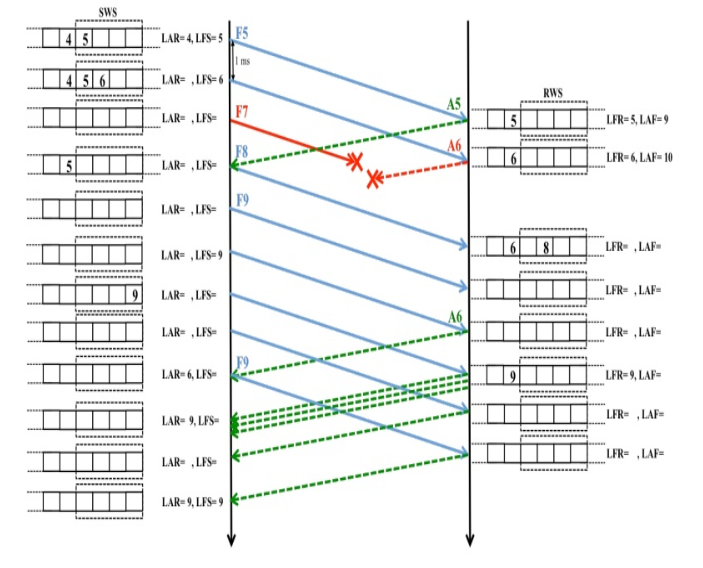 SWS
4 5 LAR= 4, LFS= 5 F5
1 ms
4 5 6 LAR= , LFS= 6
RWS
A5
5 LFR= 5, LAF= 9
LAR= , LFS= F7
A6
6 LFR= 6, LAF= 10
5 LAR= , LFS= F8
LAR= , LFS= F9
6 8 LFR= , LAF=
LAR= , LFS= 9
LFR= , LAF=
9 LAR= , LFS=
A6
LFR= , LAF=
LAR= , LFS=
LAR= 6, LFS= F9
9 LFR= 9, LAF=
LAR= 9, LFS=
LFR= , LAF=
LAR= , LFS=
LFR= , LAF=
LAR= 9, LFS= 9